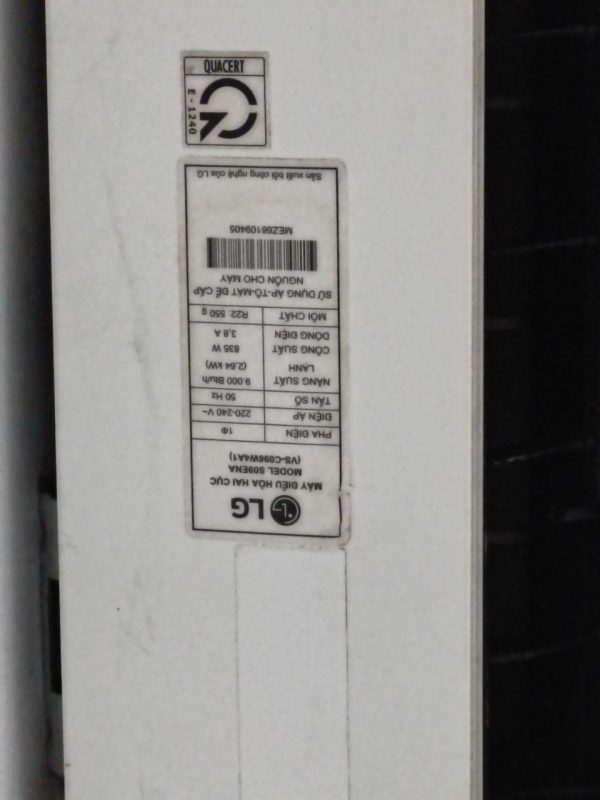 LG
MÁY ĐIỀU HÒA HAI CỤC
MODEL S09ENA
(VS-C096W4A1)
PHA ĐIỆN 1Φ
ĐIỆN ÁP 220-240 V~
TẦN SỐ 50 Hz
NĂNG SUẤT LẠNH 9 000 Btu/h (2,64 kW)
CÔNG SUẤT 835 W
DÒNG ĐIỆN 3,8 A
MÔI CHẤT R22: 550 g
SỬ DỤNG ÁP-TÔ-MÁT ĐỂ CẤP
NGUỒN CHO MÁY
MEZ66109405
Sản xuất bởi công nghệ của LG
QUACERT
E - 1240